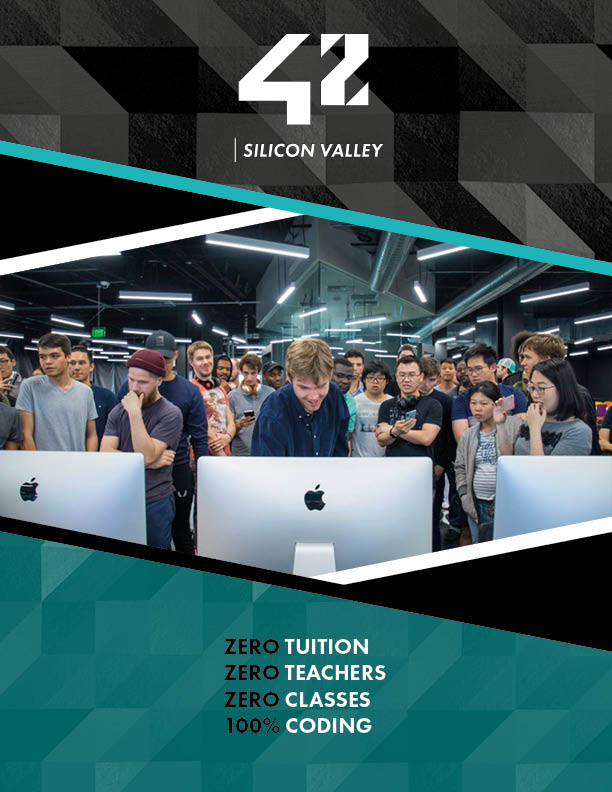 42
SILICON VALLEY
ZERO TUITION
ZERO TEACHERS
ZERO CLASSES
100% CODING